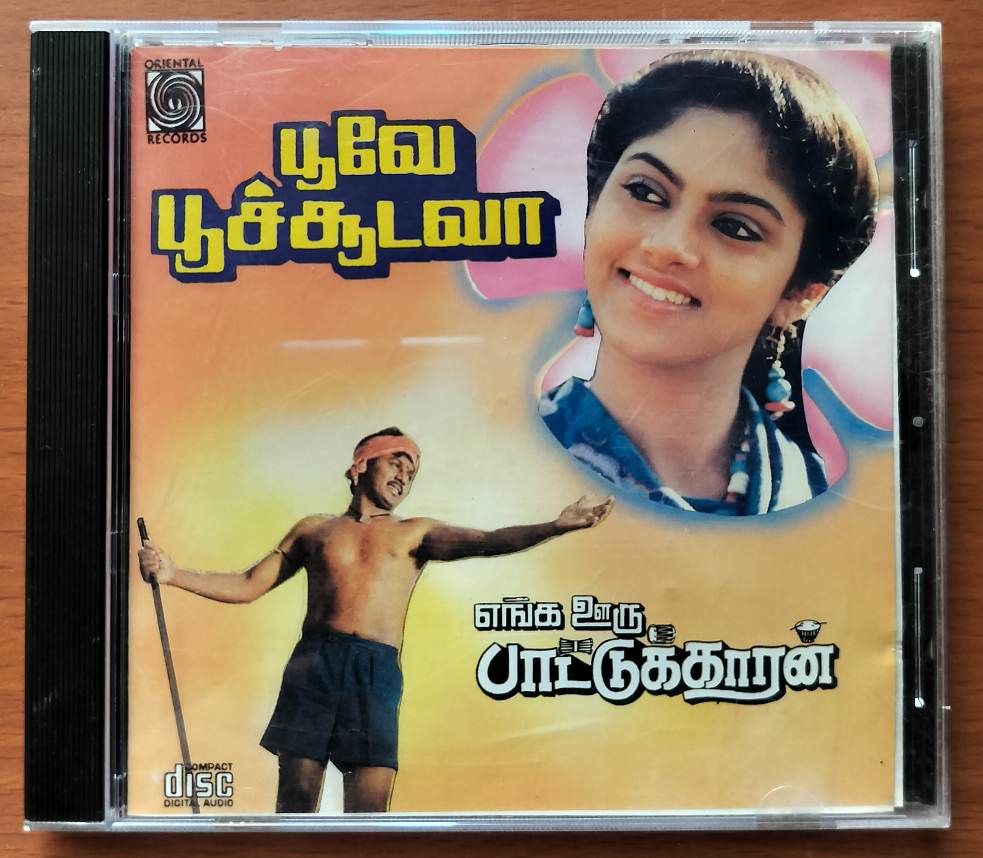 ORIENTAL
RECORDS
பூவே
பூச்சூடவா
எங்க ஊரு
பாட்டுக்காரன்
COMPACT
disc
DIGITAL AUDIO